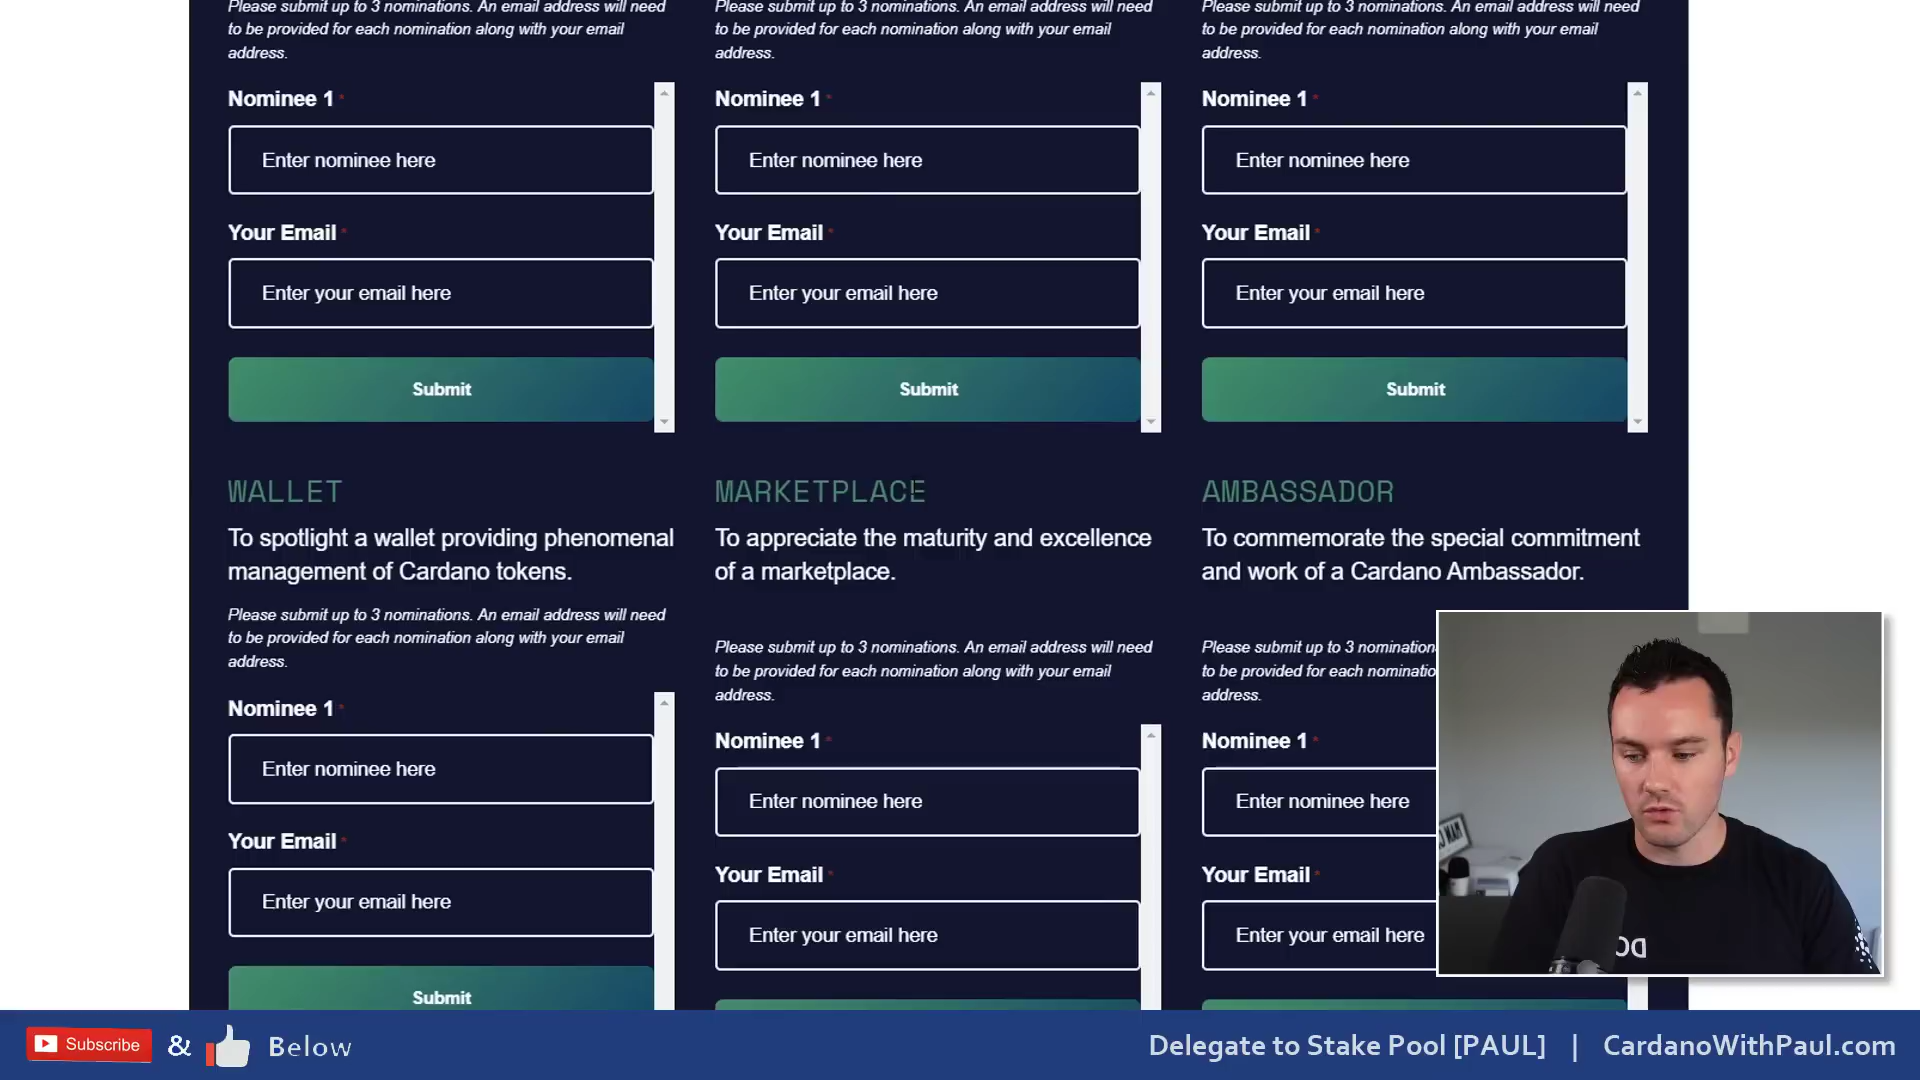 Please submit up to 3 nominations. An email address will need
to be provided for each nomination along with your email
address.
Nominee 1 *
Enter nominee here
Your Email *
Enter your email here
Submit
Please submit up to 3 nominations. An email address will need
to be provided for each nomination along with your email
address.
Nominee 1 *
Enter nominee here
Your Email *
Enter your email here
Submit
Please submit up to 3 nominations. An email address will need
to be provided for each nomination along with your email
address.
Nominee 1 *
Enter nominee here
Your Email *
Enter your email here
Submit
WALLET
To spotlight a wallet providing phenomenal
management of Cardano tokens.
Please submit up to 3 nominations. An email address will need
to be provided for each nomination along with your email
address.
Nominee 1 *
Enter nominee here
Your Email *
Enter your email here
Submit
MARKETPLACE
To appreciate the maturity and excellence
of a marketplace.
Please submit up to 3 nominations. An email address will need
to be provided for each nomination along with your email
address.
Nominee 1 *
Enter nominee here
Your Email *
Enter your email here
AMBASSADOR
To commemorate the special commitment
and work of a Cardano Ambassador.
Please submit up to 3 nomination
to be provided for each nominatio
address.
Nominee 1 *
Enter nominee here
Your Email *
Enter your email here
Subscribe & Below
Delegate to Stake Pool [PAUL] | CardanoWithPaul.com